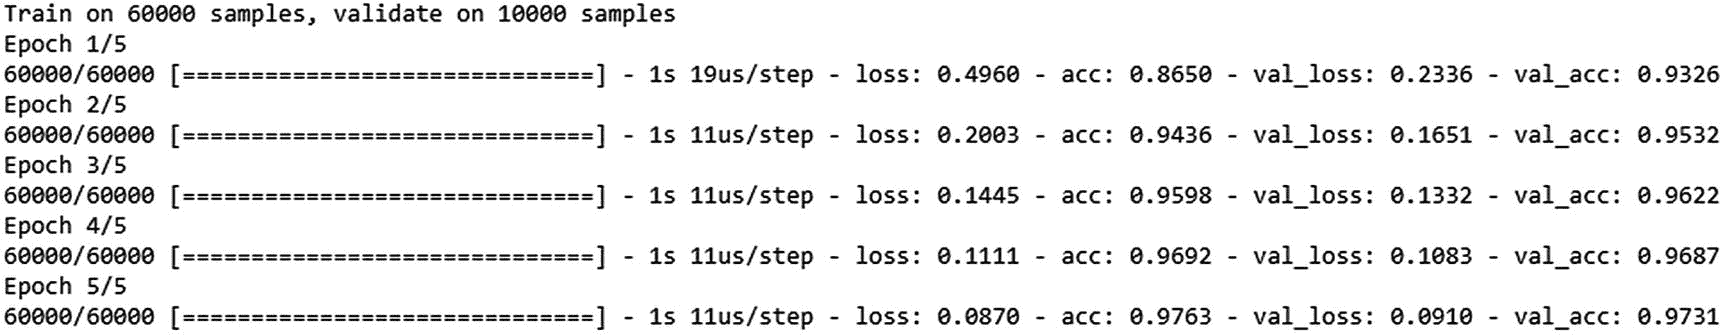 Train on 60000 samples, validate on 10000 samples
Epoch 1/5
60000/60000 [==============================] - 1s 19us/step - loss: 0.4960 - acc: 0.8650 - val_loss: 0.2336 - val_acc: 0.9326
Epoch 2/5
60000/60000 [==============================] - 1s 11us/step - loss: 0.2003 - acc: 0.9436 - val_loss: 0.1651 - val_acc: 0.9532
Epoch 3/5
60000/60000 [==============================] - 1s 11us/step - loss: 0.1445 - acc: 0.9598 - val_loss: 0.1332 - val_acc: 0.9622
Epoch 4/5
60000/60000 [==============================] - 1s 11us/step - loss: 0.1111 - acc: 0.9692 - val_loss: 0.1083 - val_acc: 0.9687
Epoch 5/5
60000/60000 [==============================] - 1s 11us/step - loss: 0.0870 - acc: 0.9763 - val_loss: 0.0910 - val_acc: 0.9731